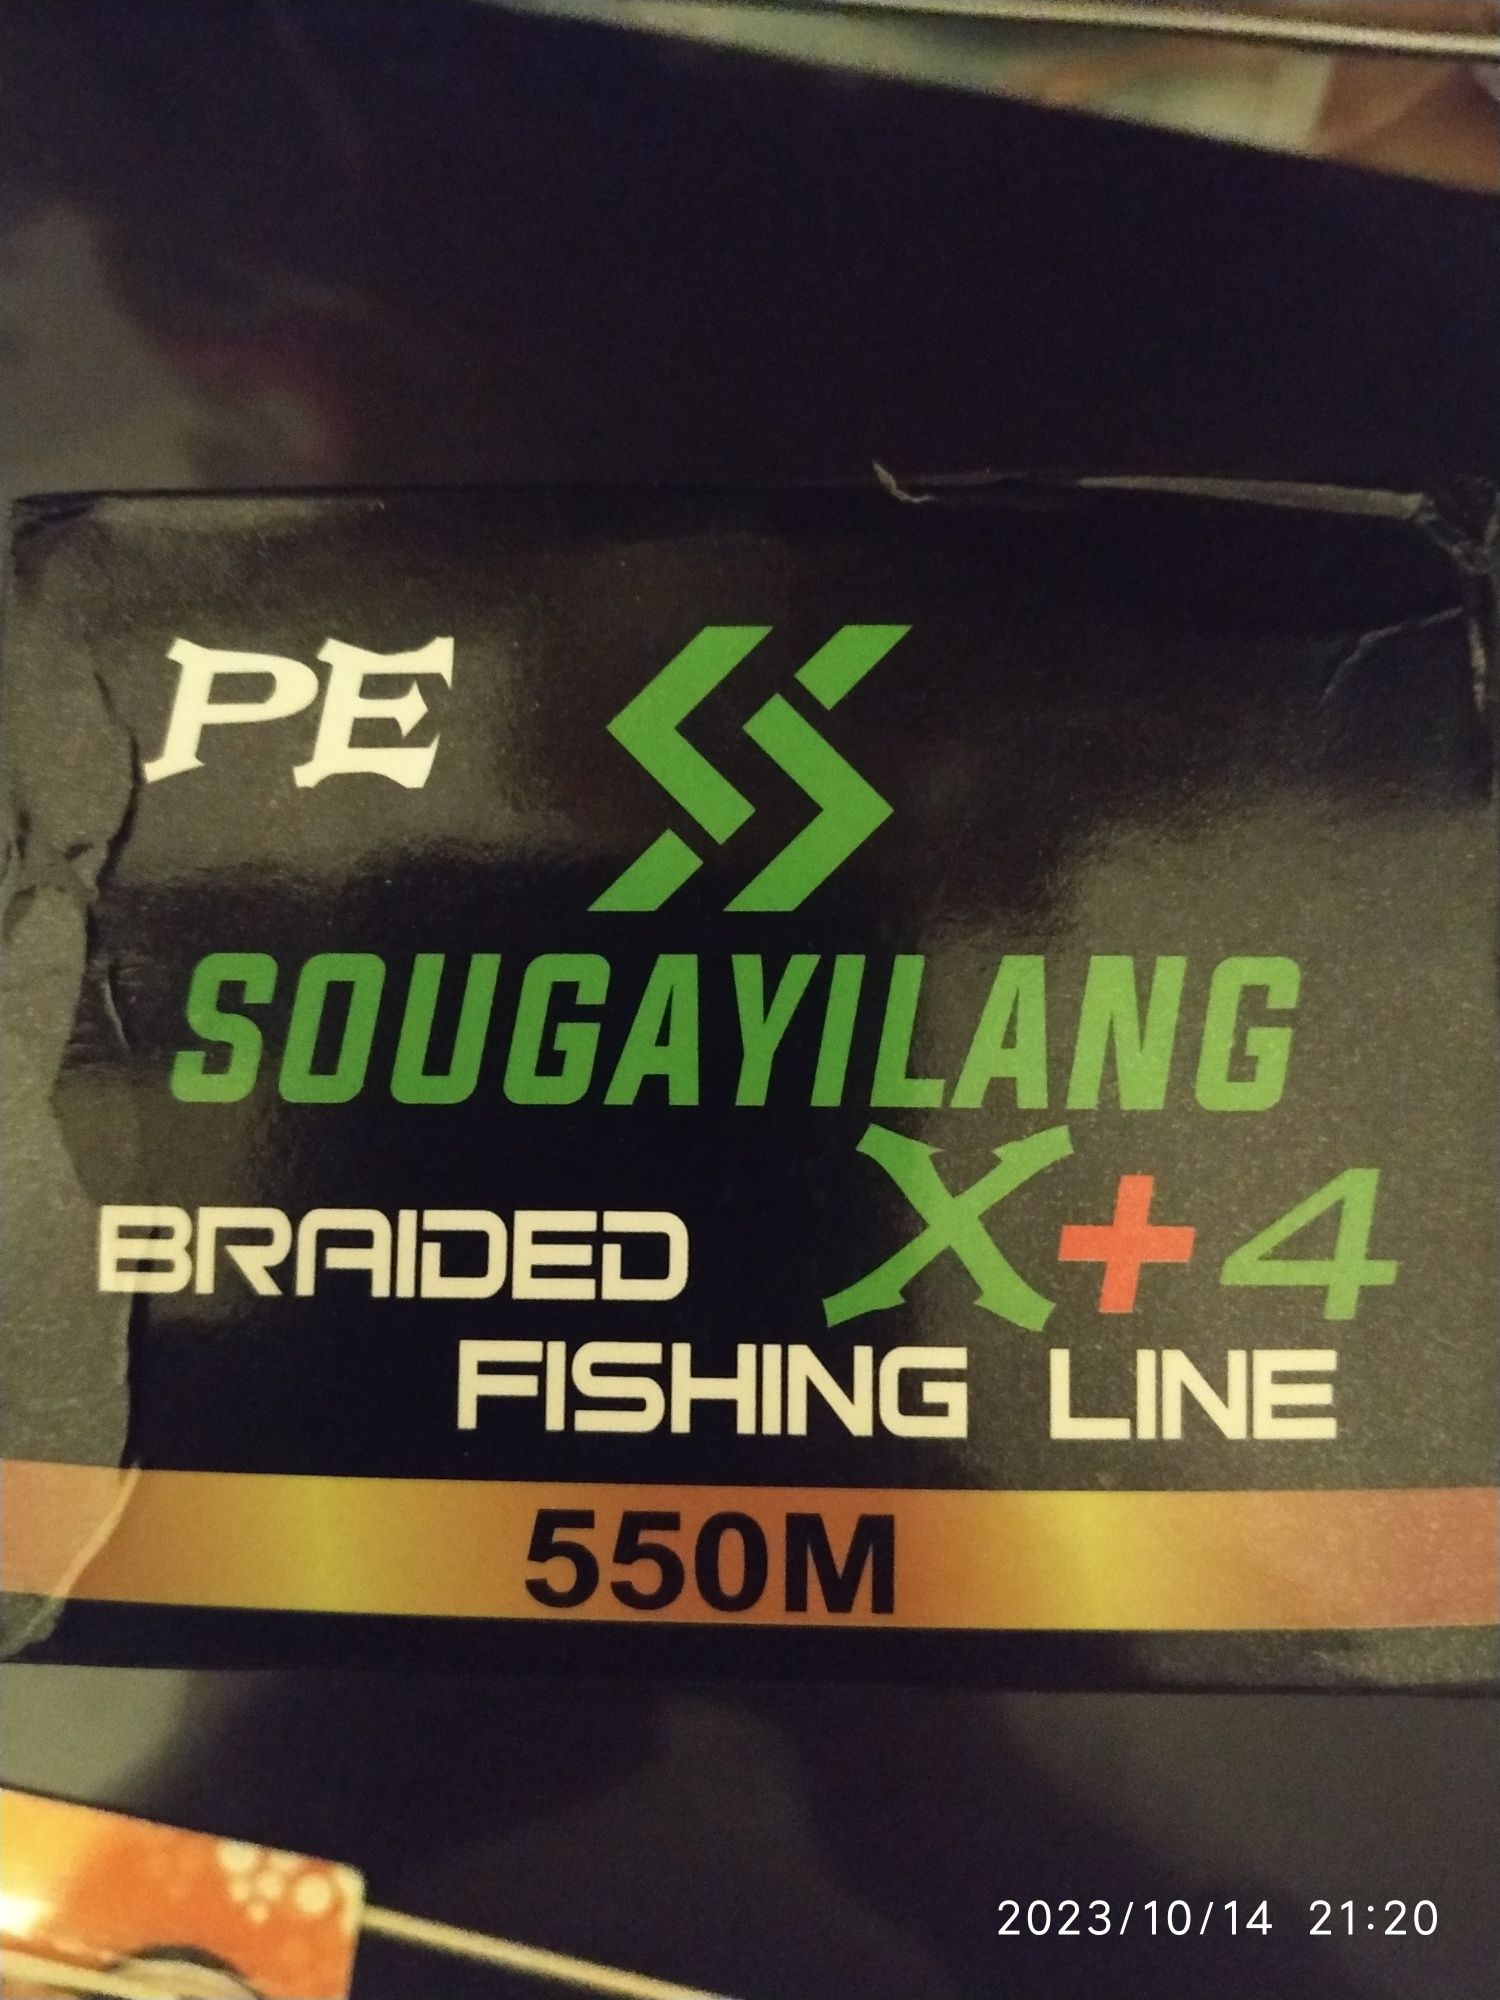 PE
SOUGAYILANG
BRAIDED X+4
FISHING LINE
550M
2023/10/14 21:20